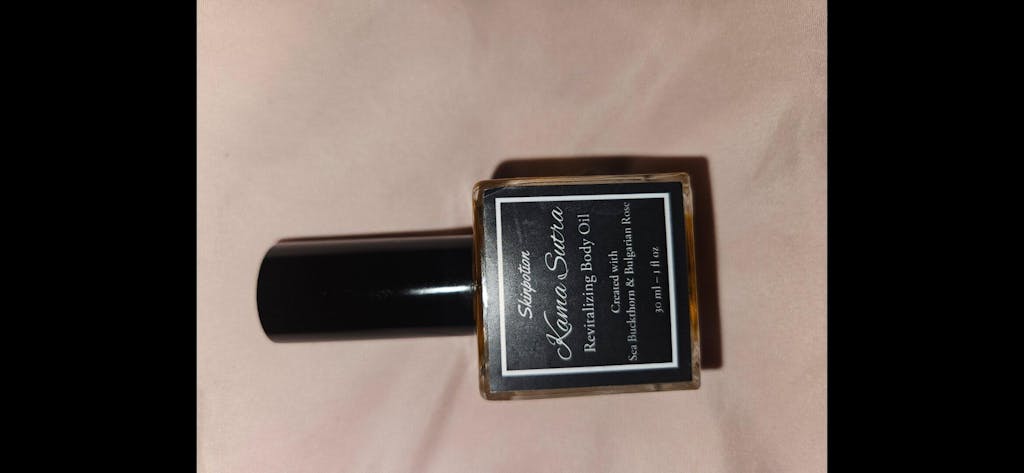 Skinpotion
Kama Sutra
Revitalizing Body Oil
Created with
Sea Buckthorn & Bulgarian Rose
30 ml – 1 fl oz